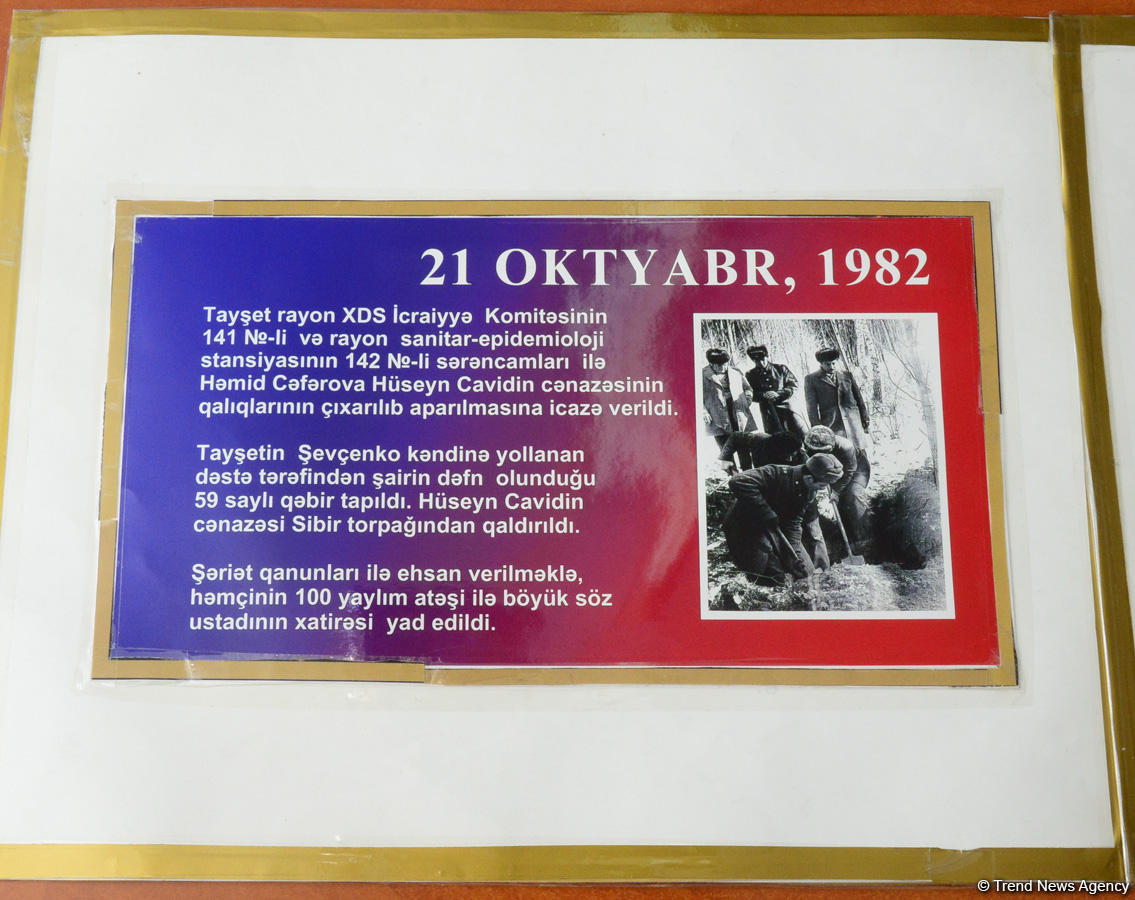 21 OKTYABR, 1982
Tayşet rayon XDS İcraiyyə Komitəsinin
141 №-li və rayon sanitar-epidemioloji
stansiyasının 142 №-li sərəncamları ilə
Həmid Cəfərova Hüseyn Cavidin cənazəsinin
qalıqlarının çıxarılıb aparılmasına icazə verildi.
Tayşetin Şevçenko kəndinə yollanan
dəstə tərəfindən şairin dəfn olunduğu
59 saylı qəbir tapıldı. Hüseyn Cavidin
cənazəsi Sibir torpağından qaldırıldı.
Şəriət qanunları ilə ehsan verilməklə,
həmçinin 100 yaylım atəşi ilə böyük söz
ustadının xatirəsi yad edildi.
© Trend News Agency